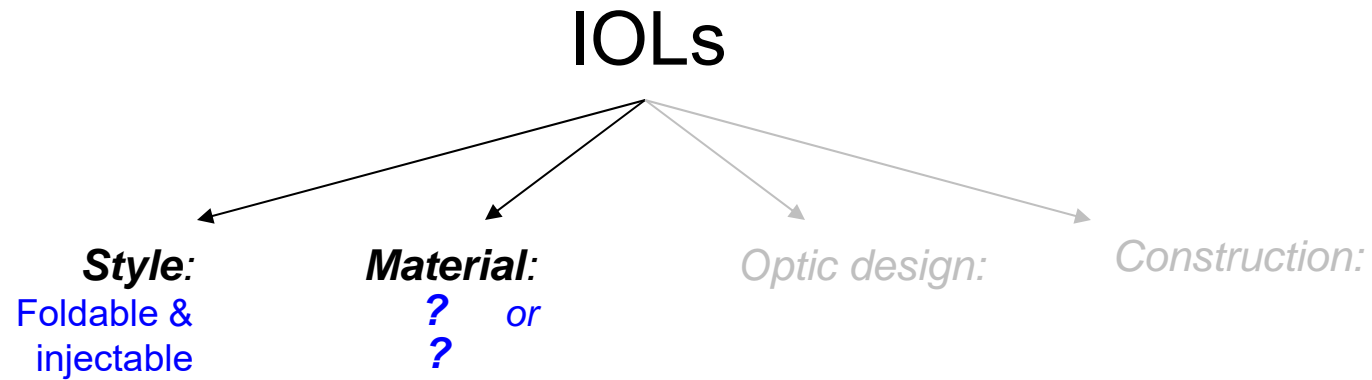 IOLs
Style:
Foldable &
injectable
Material:
? or
?
Optic design:
Construction: